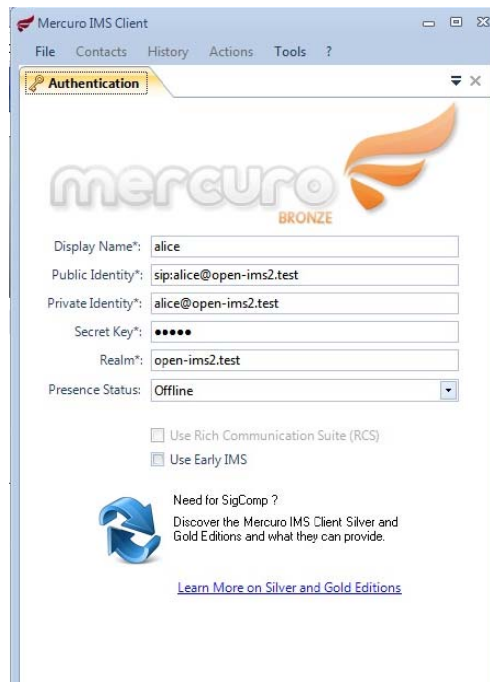 Mercuro IMS Client
File Contacts History Actions Tools ?
Authentication
mercuro
BRONZE
Display Name*: alice
Public Identity*: sip:alice@open-ims2.test
Private Identity*: alice@open-ims2.test
Secret Key*: •••••
Realm*: open-ims2.test
Presence Status: Offline
Use Rich Communication Suite (RCS)
Use Early IMS
Need for SigComp ?
Discover the Mercuro IMS Client Silver and
Gold Editions and what they can provide.
Learn More on Silver and Gold Editions